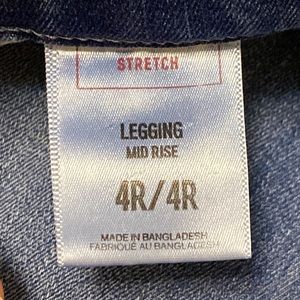 STRETCH
LEGGING
MID RISE
4R/4R
MADE IN BANGLADESH
FABRIQUÉ AU BANGLADESH